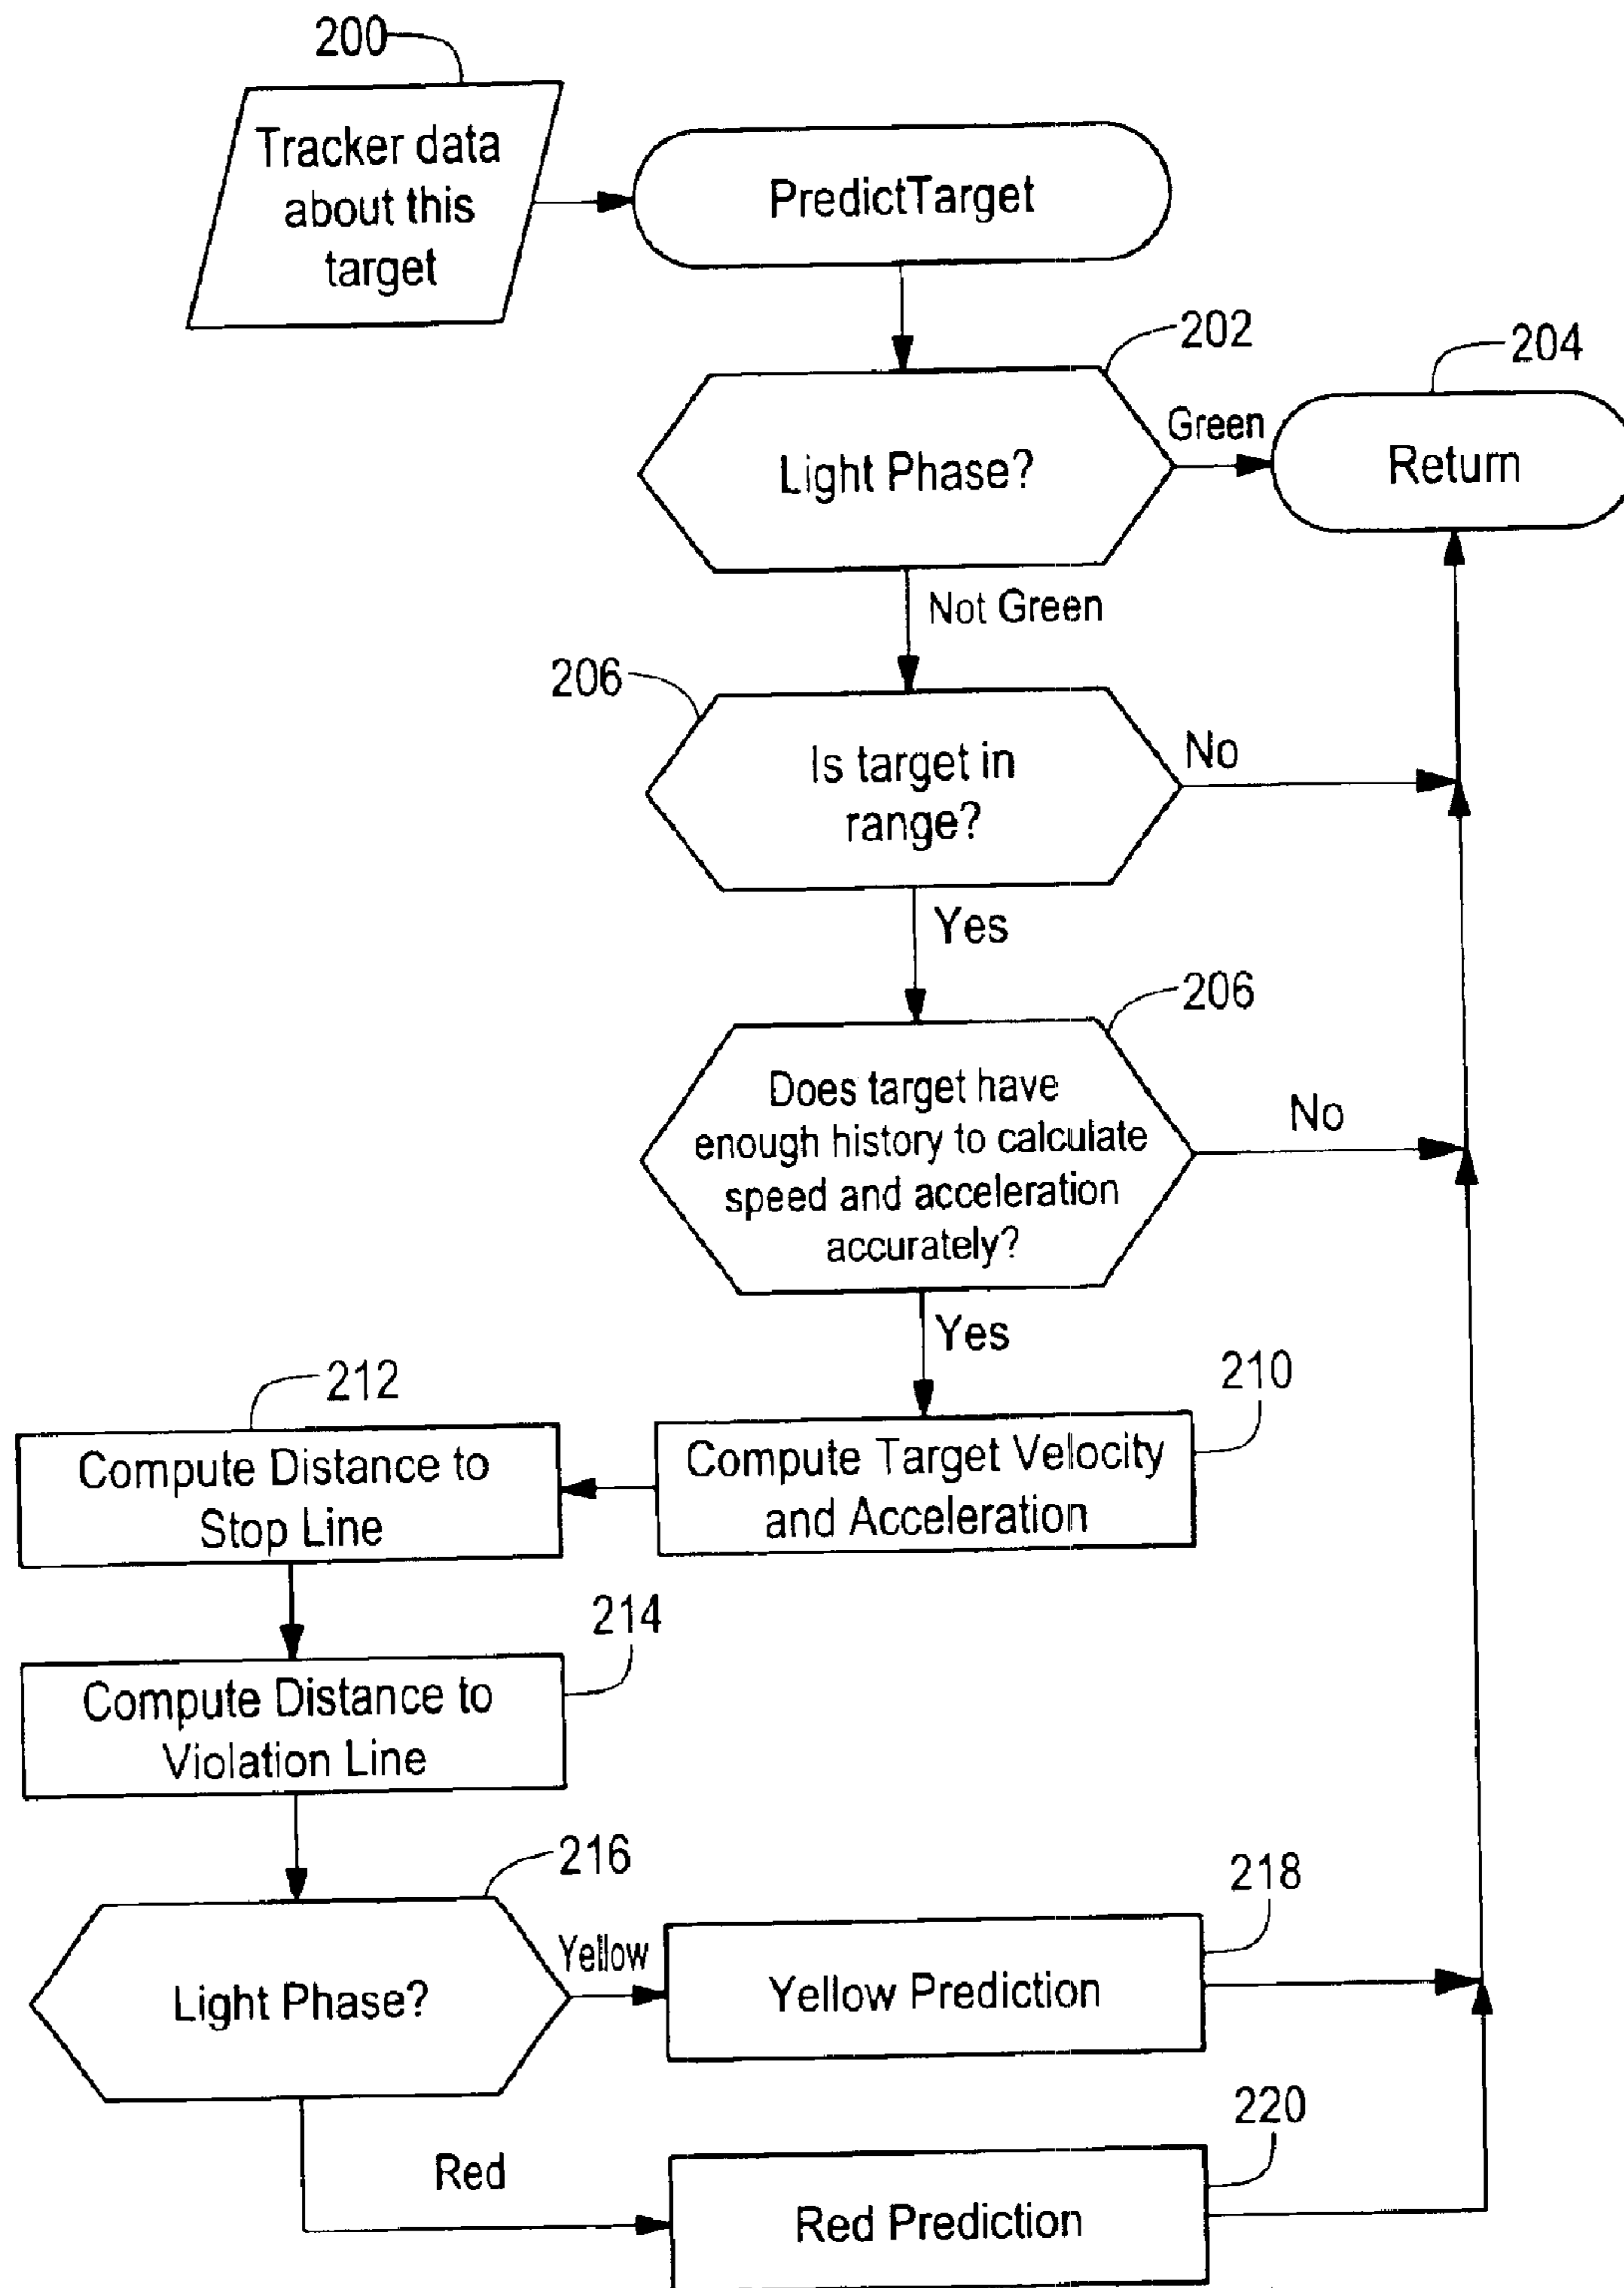 200
Tracker data
about this
target
PredictTarget
202
204
Light Phase?
Green
Return
Not Green
206
Is target in
range?
No
Yes
206
Does target have
enough history to calculate
speed and acceleration
accurately?
No
Yes
210
212
Compute Target Velocity
and Acceleration
Compute Distance to
Stop Line
214
Compute Distance to
Violation Line
216
218
Light Phase?
Yellow
Yellow Prediction
220
Red
Red Prediction